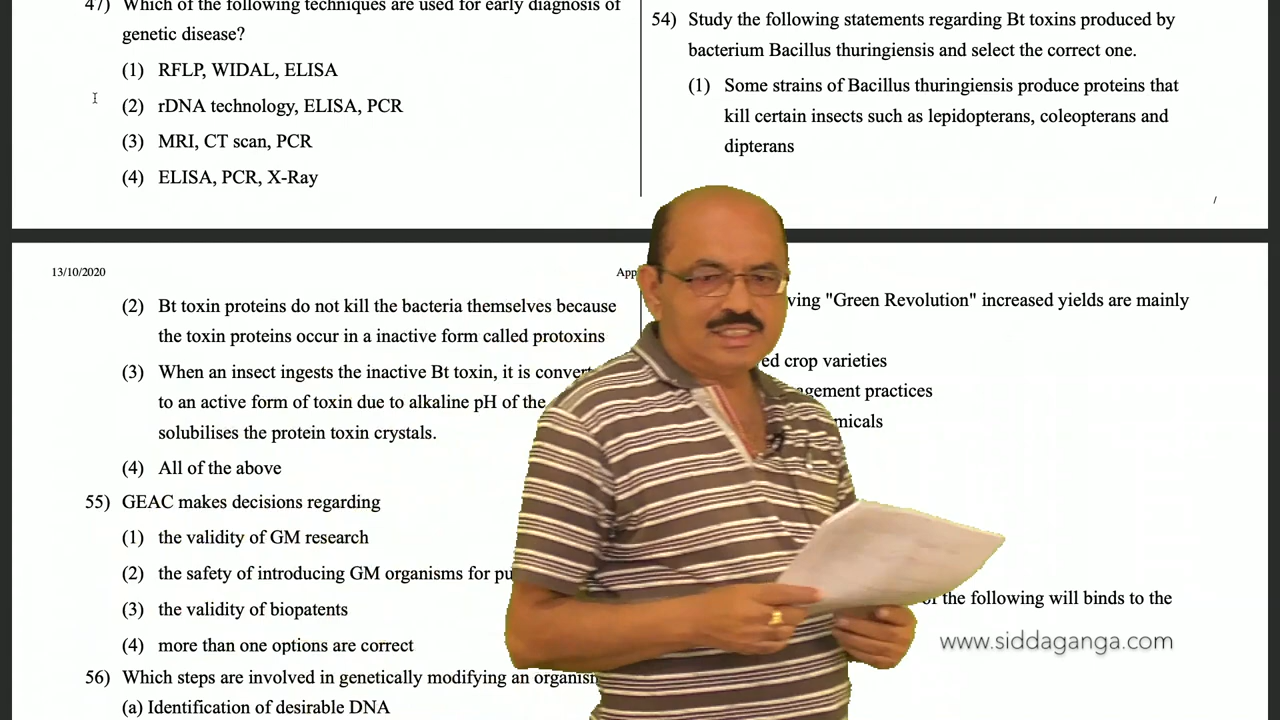 47) Which of the following techniques are used for early diagnosis of
genetic disease?
(1) RFLP, WIDAL, ELISA
(2) rDNA technology, ELISA, PCR
(3) MRI, CT scan, PCR
(4) ELISA, PCR, X-Ray
54) Study the following statements regarding Bt toxins produced by
bacterium Bacillus thuringiensis and select the correct one.
(1) Some strains of Bacillus thuringiensis produce proteins that
kill certain insects such as lepidopterans, coleopterans and
dipterans
/
13/10/2020
App
(2) Bt toxin proteins do not kill the bacteria themselves because
the toxin proteins occur in a inactive form called protoxins
(3) When an insect ingests the inactive Bt toxin, it is conver
to an active form of toxin due to alkaline pH of the
solubilises the protein toxin crystals.
(4) All of the above
55) GEAC makes decisions regarding
(1) the validity of GM research
(2) the safety of introducing GM organisms for pu
(3) the validity of biopatents
(4) more than one options are correct
56) Which steps are involved in genetically modifying an organis
(a) Identification of desirable DNA
ving "Green Revolution" increased yields are mainly
ed crop varieties
agement practices
micals
of the following will binds to the
www.siddaganga.com